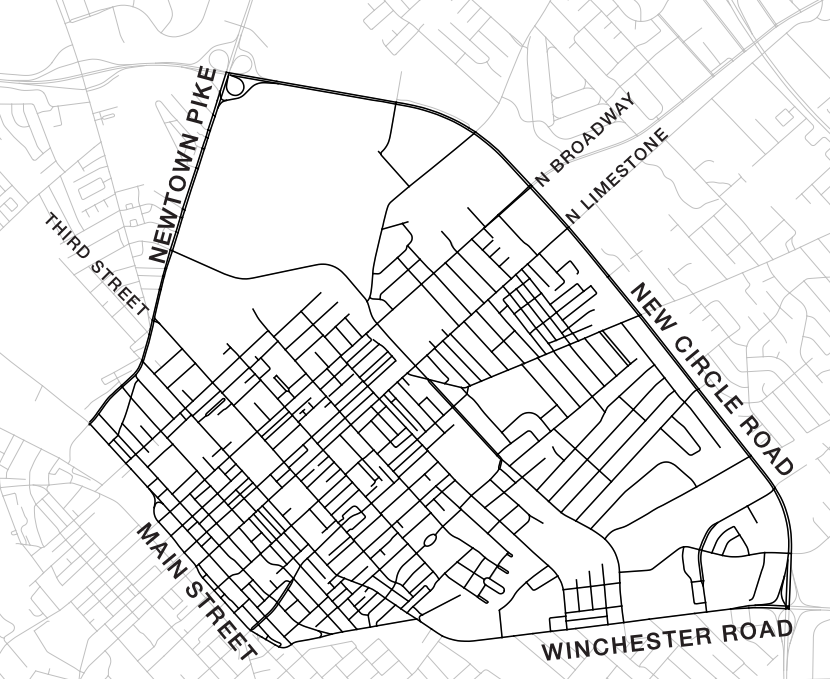 NEWTOWN PIKE
N BROADWAY
N LIMESTONE
THIRD STREET
NEW CIRCLE ROAD
MAIN STREET
WINCHESTER ROAD